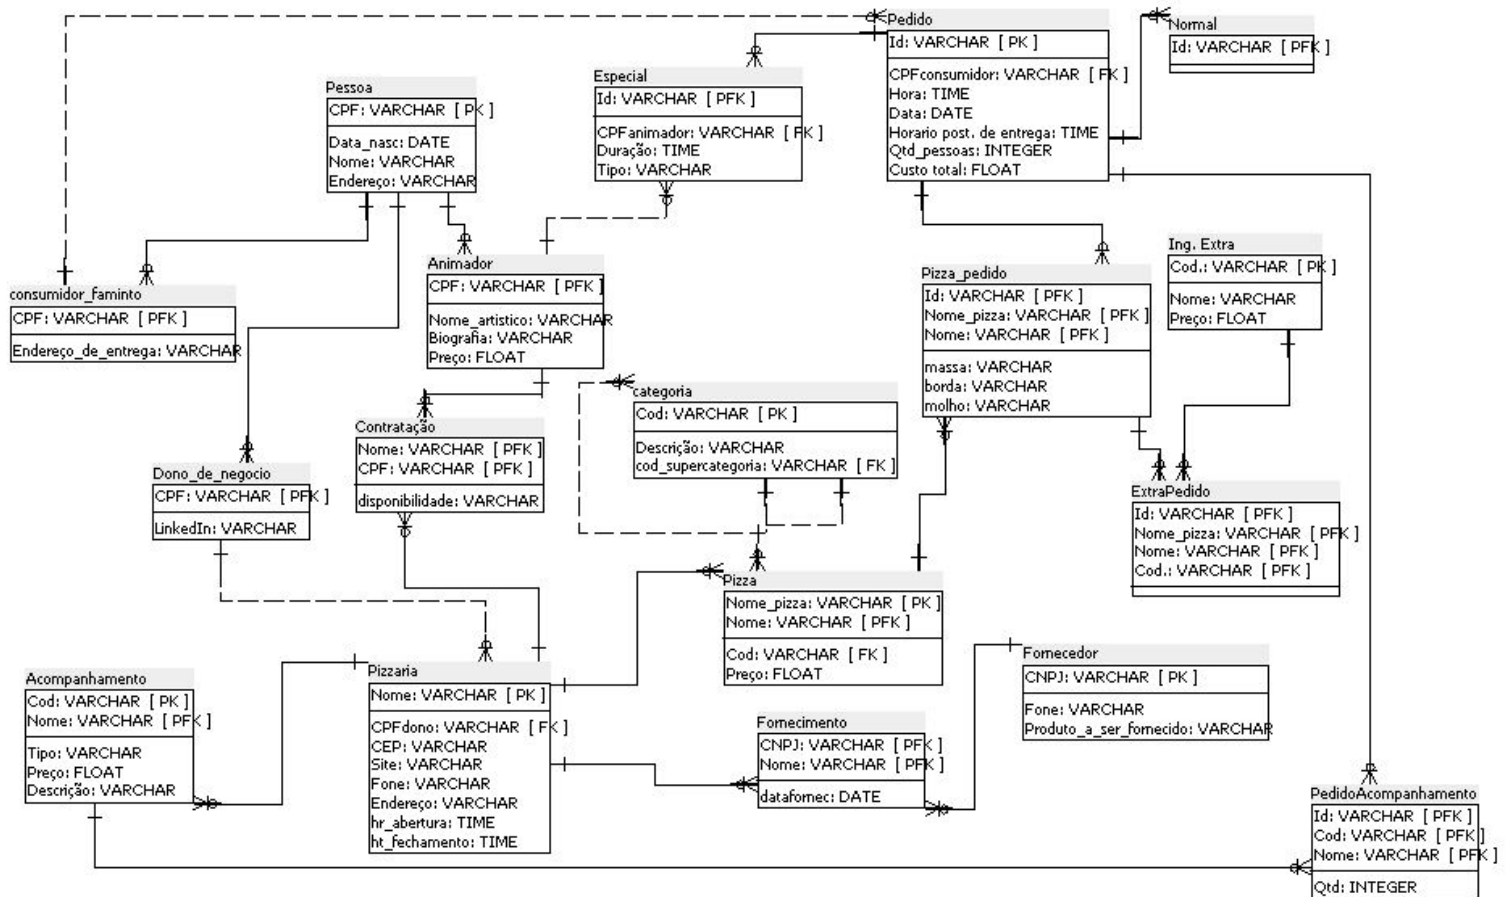 Pedido
Id: VARCHAR [ PK ]
CPFconsumidor: VARCHAR [ FK ]
Hora: TIME
Data: DATE
Horario post. de entrega: TIME
Qtd_pessoas: INTEGER
Custo total: FLOAT
Normal
Id: VARCHAR [ PFK ]
Especial
Id: VARCHAR [ PFK ]
CPFanimador: VARCHAR [ FK ]
Duração: TIME
Tipo: VARCHAR
Pessoa
CPF: VARCHAR [ PK ]
Data_nasc: DATE
Nome: VARCHAR
Endereço: VARCHAR
consumidor_faminto
CPF: VARCHAR [ PFK ]
Endereço_de_entrega: VARCHAR
Animador
CPF: VARCHAR [ PFK ]
Nome_artistico: VARCHAR
Biografia: VARCHAR
Preço: FLOAT
Pizza_pedido
Id: VARCHAR [ PFK ]
Nome_pizza: VARCHAR [ PFK ]
Nome: VARCHAR [ PFK ]
massa: VARCHAR
borda: VARCHAR
molho: VARCHAR
Ing. Extra
Cod.: VARCHAR [ PK ]
Nome: VARCHAR
Preço: FLOAT
categoria
Cod: VARCHAR [ PK ]
Descrição: VARCHAR
cod_supercategoria: VARCHAR [ FK ]
Contratação
Nome: VARCHAR [ PFK ]
CPF: VARCHAR [ PFK ]
disponibilidade: VARCHAR
Dono_de_negocio
CPF: VARCHAR [ PFK ]
LinkedIn: VARCHAR
ExtraPedido
Id: VARCHAR [ PFK ]
Nome_pizza: VARCHAR [ PFK ]
Nome: VARCHAR [ PFK ]
Cod.: VARCHAR [ PFK ]
Pizza
Nome_pizza: VARCHAR [ PK ]
Nome: VARCHAR [ PFK ]
Cod: VARCHAR [ FK ]
Preço: FLOAT
Acompanhamento
Cod: VARCHAR [ PK ]
Nome: VARCHAR [ PFK ]
Tipo: VARCHAR
Preço: FLOAT
Descrição: VARCHAR
Pizzaria
Nome: VARCHAR [ PK ]
CPFdono: VARCHAR [ FK ]
CEP: VARCHAR
Site: VARCHAR
Fone: VARCHAR
Endereço: VARCHAR
hr_abertura: TIME
ht_fechamento: TIME
Fornecimento
CNPJ: VARCHAR [ PFK ]
Nome: VARCHAR [ PFK ]
datafornec: DATE
Fornecedor
CNPJ: VARCHAR [ PK ]
Fone: VARCHAR
Produto_a_ser_fornecido: VARCHAR
PedidoAcompanhamento
Id: VARCHAR [ PFK ]
Cod: VARCHAR [ PFK ]
Nome: VARCHAR [ PFK ]
Qtd: INTEGER